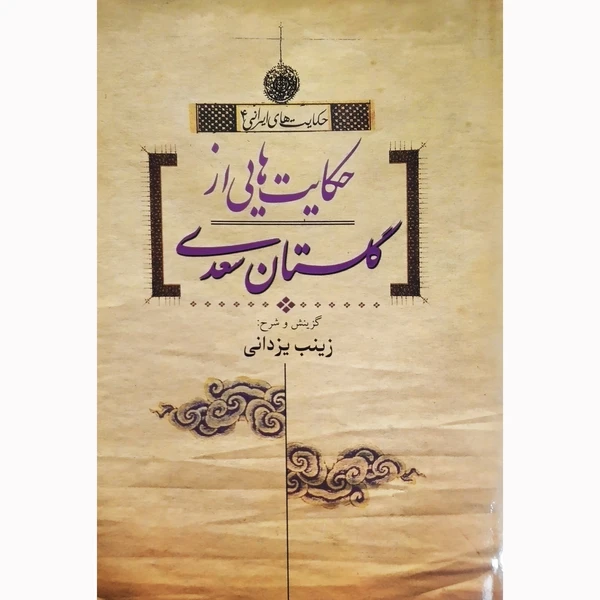 حکایت‌های ایرانی ۴
حکایت‌هایی از
گلستان سعدی
گزینش و شرح:
زینب یزدانی